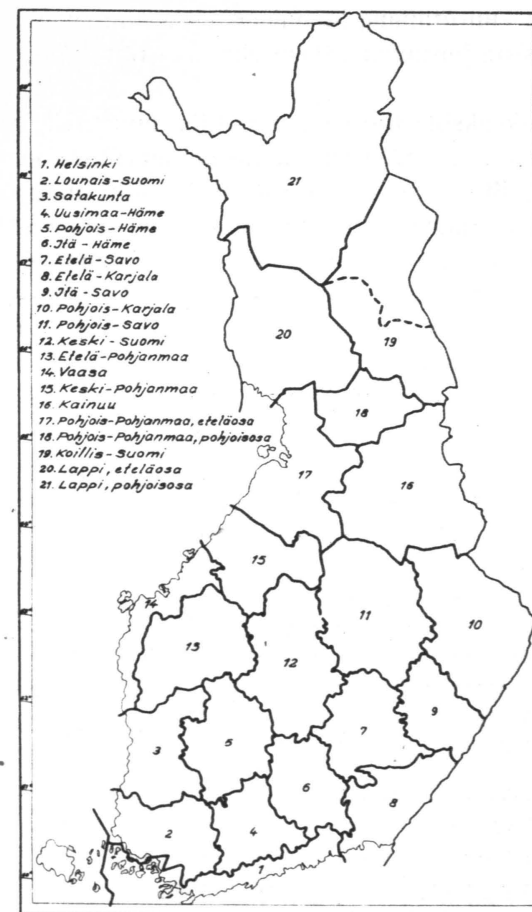 1. Helsinki
2. Lounais-Suomi
3. Satakunta
4. Uusimaa-Häme
5. Pohjois-Häme
6. Itä-Häme
7. Etelä-Savo
8. Etelä-Karjala
9. Itä-Savo
10. Pohjois-Karjala
11. Pohjois-Savo
12. Keski-Suomi
13. Etelä-Pohjanmaa
14. Vaasa
15. Keski-Pohjanmaa
16. Kainuu
17. Pohjois-Pohjanmaa, eteläosa
18. Pohjois-Pohjanmaa, pohjoisosa
19. Koillis-Suomi
20. Lappi, eteläosa
21. Lappi, pohjoisosa
21
20
19
18
17
16
15
14
13
12
11
10
9
7
5
3
6
8
2
4
1